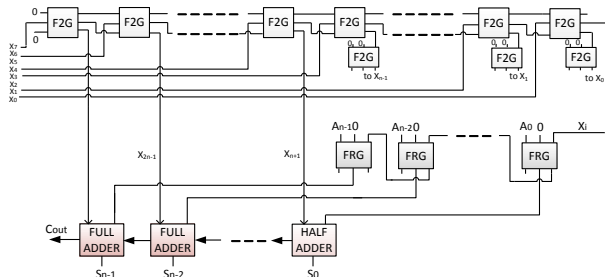 0
F2G F2G F2G F2G F2G F2G
0
X7
X6
X5
X4
X3
X2
X1
X0
0 0 0 0 0 0
F2G F2G F2G
to Xn-1 to X1 to X0
An-1 0 An-2 0 A0 0 Xi
FRG FRG FRG
X2n-1 Xn+1
Cout
FULL ADDER
FULL ADDER
HALF ADDER
Sn-1 Sn-2 S0